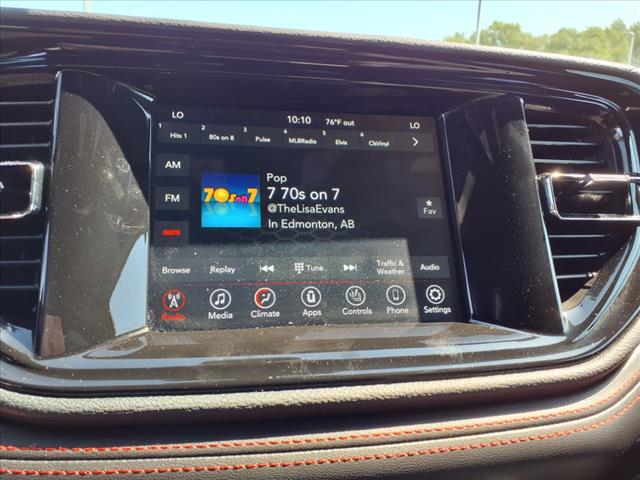 LO 10:10 76°F out LO
1 Hits 1 2 80s on 8 3 Pulse 4 MLBRadio 5 Elvis 6 ClsVinyl
AM
FM
70s on 7
Pop
7 70s on 7
@TheLisaEvans
In Edmonton, AB
Fav
Browse Replay Tune Traffic & Weather Audio
Radio Media Climate Apps Controls Phone Settings